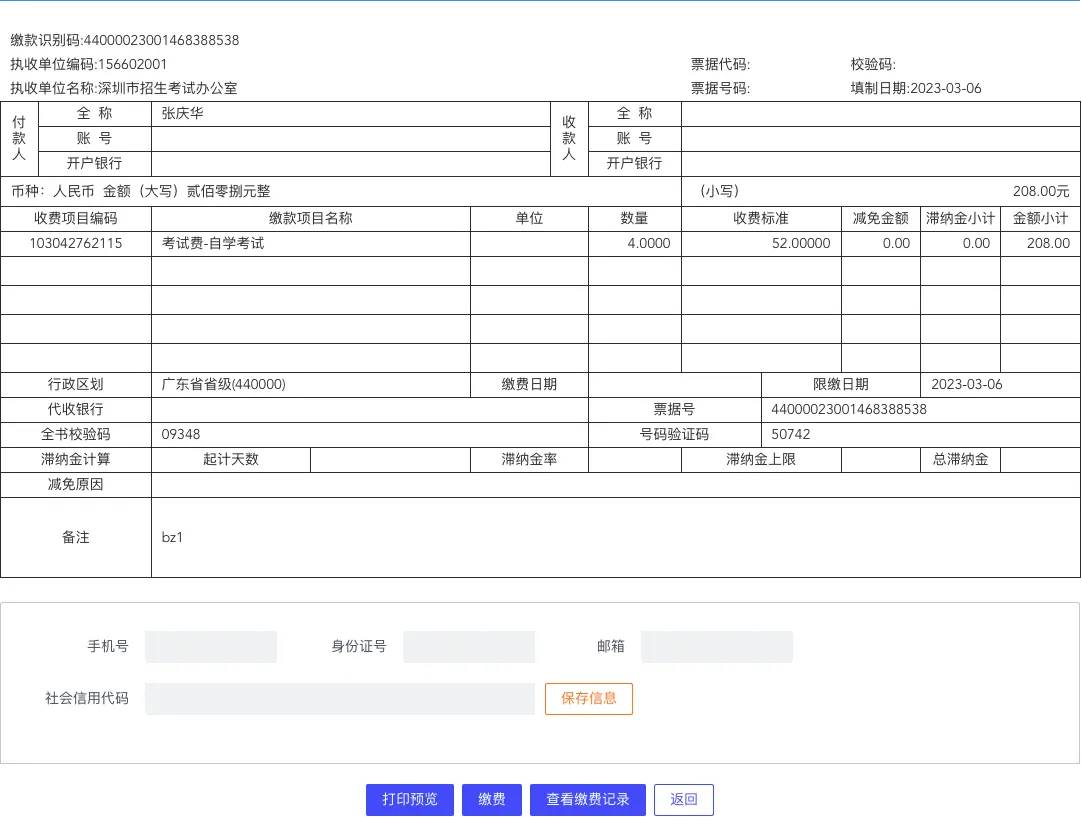 缴款识别码:44000023001468388538
执收单位编码:156602001 票据代码: 校验码:
执收单位名称:深圳市招生考试办公室 票据号码: 填制日期:2023-03-06
付款人 全 称 张庆华 收款人 全 称
账 号 账 号
开户银行 开户银行
币种：人民币 金额（大写）贰佰零捌元整 （小写） 208.00元
收费项目编码 缴款项目名称 单位 数量 收费标准 减免金额 滞纳金小计 金额小计
103042762115 考试费-自学考试 4.0000 52.00000 0.00 0.00 208.00
行政区划 广东省省级(440000) 缴费日期 限缴日期 2023-03-06
代收银行 票据号 44000023001468388538
全书校验码 09348 号码验证码 50742
滞纳金计算 起计天数 滞纳金率 滞纳金上限 总滞纳金
减免原因
备注 bz1
手机号 身份证号 邮箱
社会信用代码 保存信息
打印预览 缴费 查看缴费记录 返回